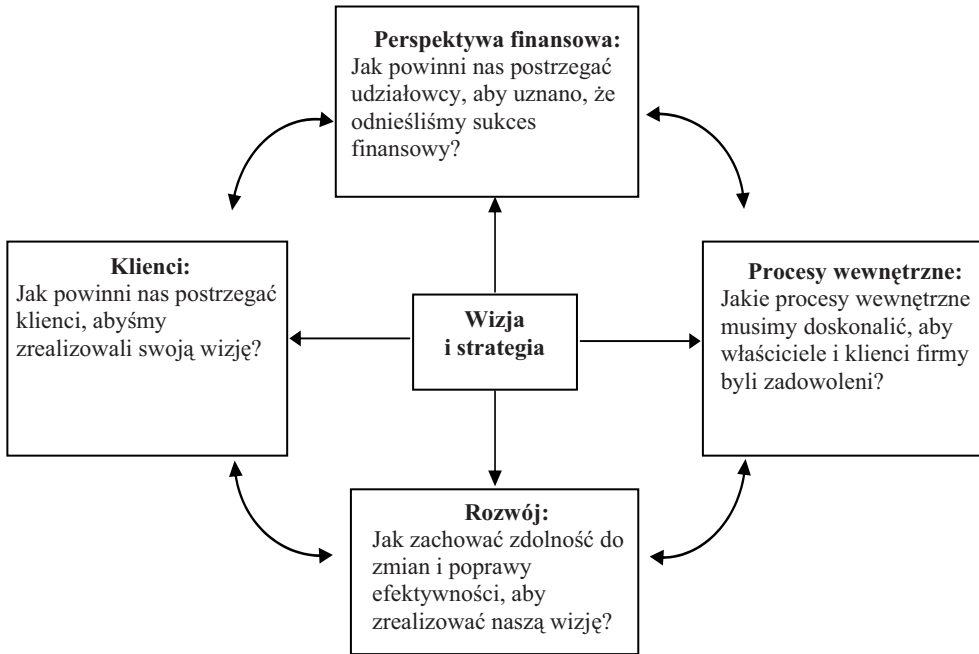 Perspektywa finansowa:
Jak powinni nas postrzegać
udziałowcy, aby uznano, że
odnieśliśmy sukces
finansowy?
Klienci:
Jak powinni nas postrzegać
klienci, abyśmy
zrealizowali swoją wizję?
Wizja
i strategia
Procesy wewnętrzne:
Jakie procesy wewnętrzne
musimy doskonalić, aby
właściciele i klienci firmy
byli zadowoleni?
Rozwój:
Jak zachować zdolność do
zmian i poprawy
efektywności, aby
zrealizować naszą wizję?